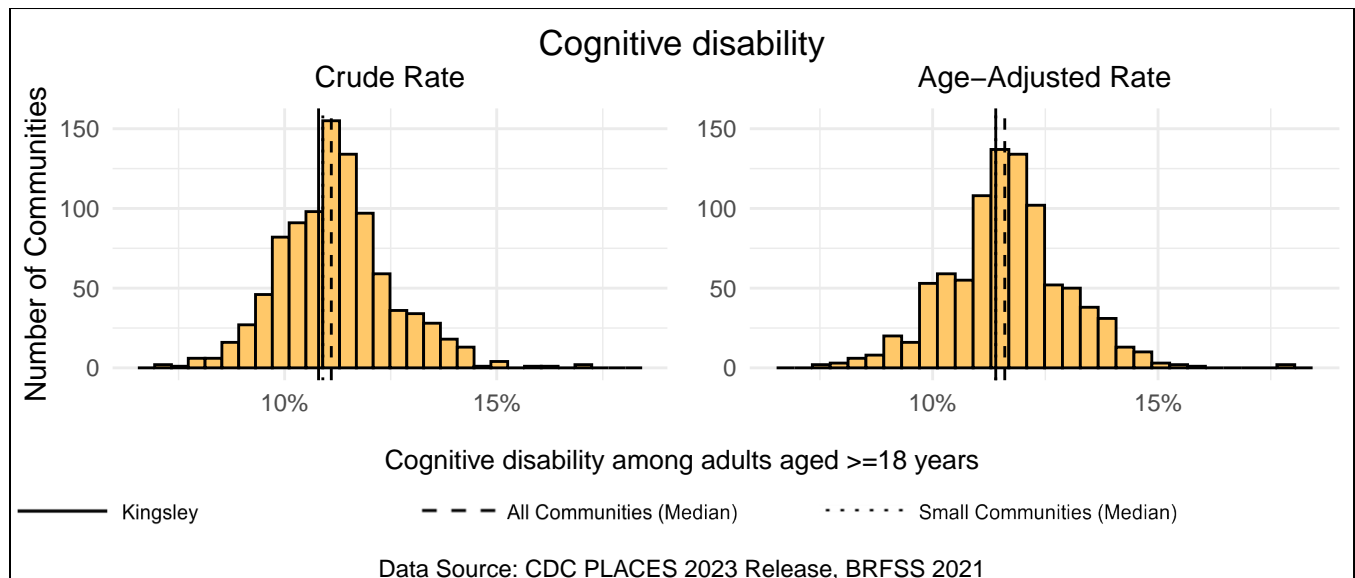 Cognitive disability
Crude Rate
Age−Adjusted Rate
Number of Communities
150
100
50
0
10%
15%
150
100
50
0
10%
15%
Cognitive disability among adults aged >=18 years
Kingsley
All Communities (Median)
Small Communities (Median)
Data Source: CDC PLACES 2023 Release, BRFSS 2021